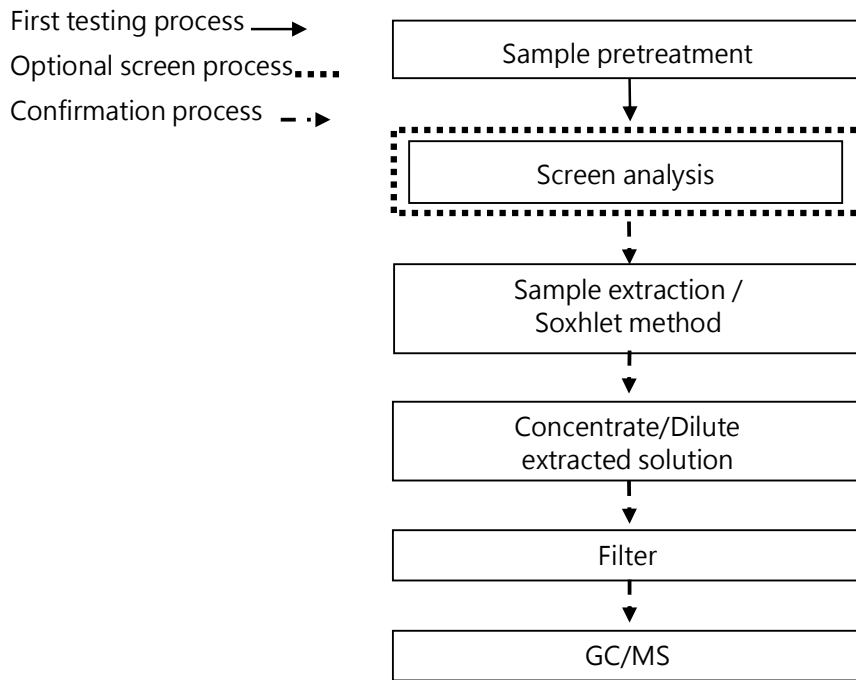 First testing process
Optional screen process
Confirmation process
Sample pretreatment
Screen analysis
Sample extraction /
Soxhlet method
Concentrate/Dilute
extracted solution
Filter
GC/MS